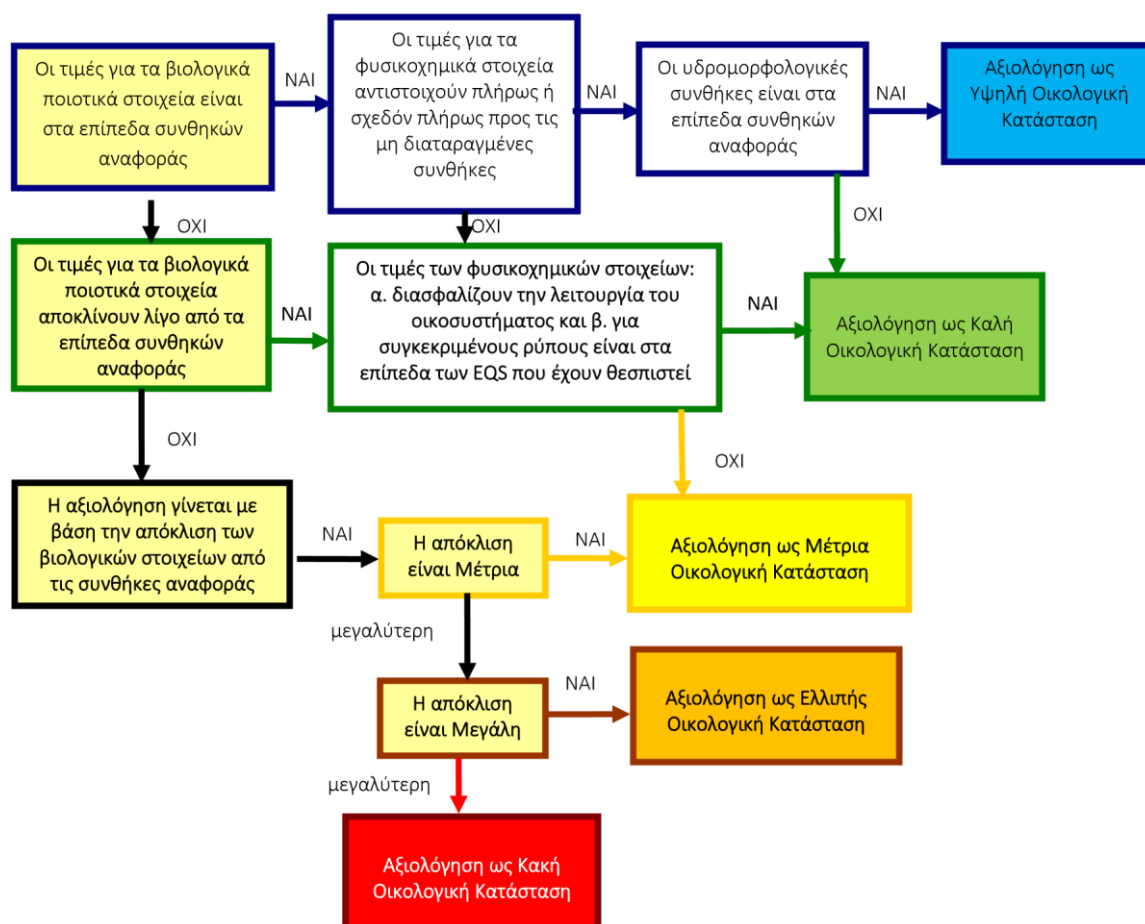 Οι τιμές για τα βιολογικά
ποιοτικά στοιχεία είναι
στα επίπεδα συνθηκών
αναφοράς
ΝΑΙ
Οι τιμές για τα
φυσικοχημικά στοιχεία
αντιστοιχούν πλήρως ή
σχεδόν πλήρως προς τις
μη διαταραγμένες
συνθήκες
ΝΑΙ
Οι υδρομορφολογικές
συνθήκες είναι στα
επίπεδα συνθηκών
αναφοράς
ΝΑΙ
Αξιολόγηση ως
Υψηλή Οικολογική
Κατάσταση
ΟΧΙ
ΟΧΙ
ΟΧΙ
Οι τιμές για τα βιολογικά
ποιοτικά στοιχεία
αποκλίνουν λίγο από τα
επίπεδα συνθηκών
αναφοράς
ΝΑΙ
Οι τιμές των φυσικοχημικών στοιχείων:
α. διασφαλίζουν την λειτουργία του
οικοσυστήματος και β. για
συγκεκριμένους ρύπους είναι στα
επίπεδα των EQS που έχουν θεσπιστεί
ΝΑΙ
Αξιολόγηση ως Καλή
Οικολογική Κατάσταση
ΟΧΙ
ΟΧΙ
Η αξιολόγηση γίνεται με
βάση την απόκλιση των
βιολογικών στοιχείων από
τις συνθήκες αναφοράς
ΝΑΙ
Η απόκλιση
είναι Μέτρια
ΝΑΙ
Αξιολόγηση ως Μέτρια
Οικολογική Κατάσταση
μεγαλύτερη
Η απόκλιση
είναι Μεγάλη
ΝΑΙ
Αξιολόγηση ως Ελλιπής
Οικολογική Κατάσταση
μεγαλύτερη
Αξιολόγηση ως Κακή
Οικολογική Κατάσταση